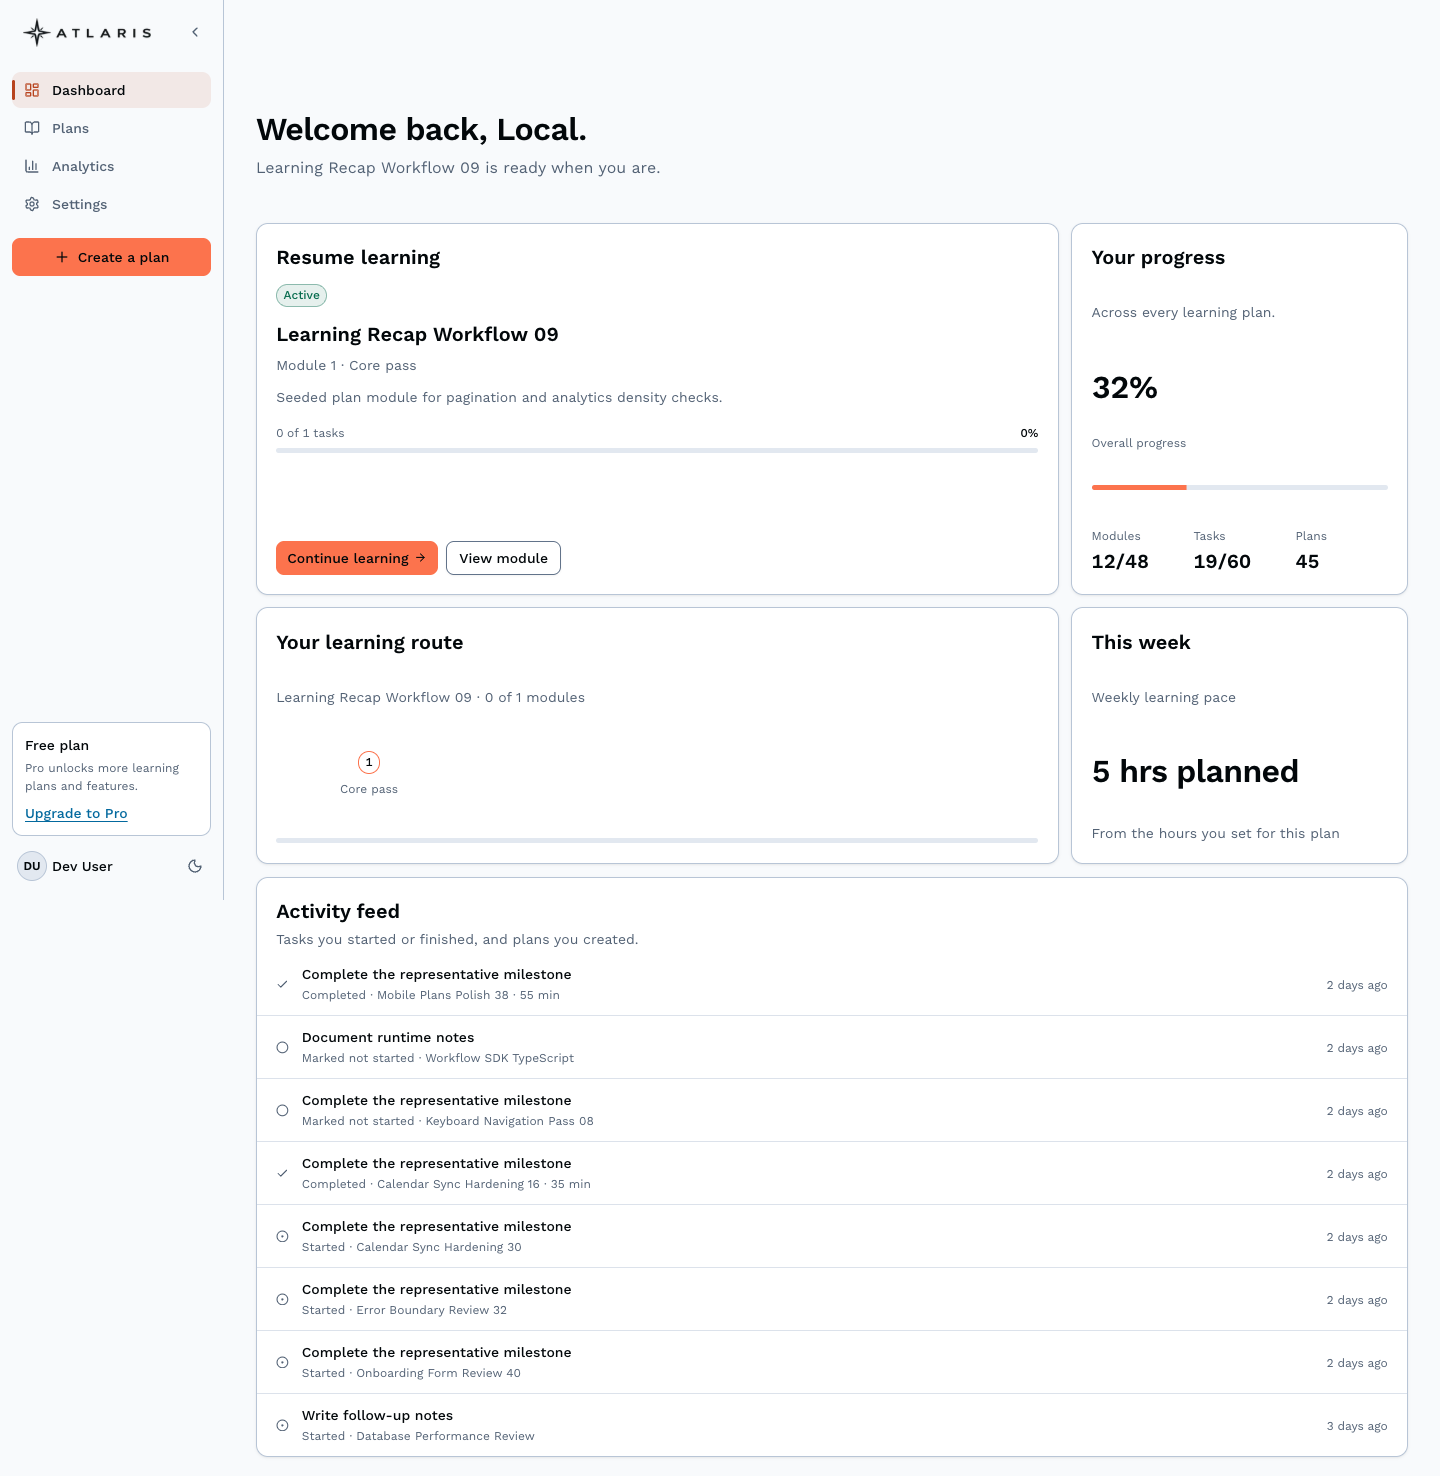 ATLARIS
Dashboard
Plans
Analytics
Settings
Create a plan
Free plan
Pro unlocks more learning
plans and features.
Upgrade to Pro
DU Dev User
Welcome back, Local.
Learning Recap Workflow 09 is ready when you are.
Resume learning
Active
Learning Recap Workflow 09
Module 1 · Core pass
Seeded plan module for pagination and analytics density checks.
0 of 1 tasks 0%
Continue learning → View module
Your progress
Across every learning plan.
32%
Overall progress
Modules Tasks Plans
12/48 19/60 45
Your learning route
Learning Recap Workflow 09 · 0 of 1 modules
1
Core pass
This week
Weekly learning pace
5 hrs planned
From the hours you set for this plan
Activity feed
Tasks you started or finished, and plans you created.
Complete the representative milestone
Completed · Mobile Plans Polish 38 · 55 min
2 days ago
Document runtime notes
Marked not started · Workflow SDK TypeScript
2 days ago
Complete the representative milestone
Marked not started · Keyboard Navigation Pass 08
2 days ago
Complete the representative milestone
Completed · Calendar Sync Hardening 16 · 35 min
2 days ago
Complete the representative milestone
Started · Calendar Sync Hardening 30
2 days ago
Complete the representative milestone
Started · Error Boundary Review 32
2 days ago
Complete the representative milestone
Started · Onboarding Form Review 40
2 days ago
Write follow-up notes
Started · Database Performance Review
3 days ago